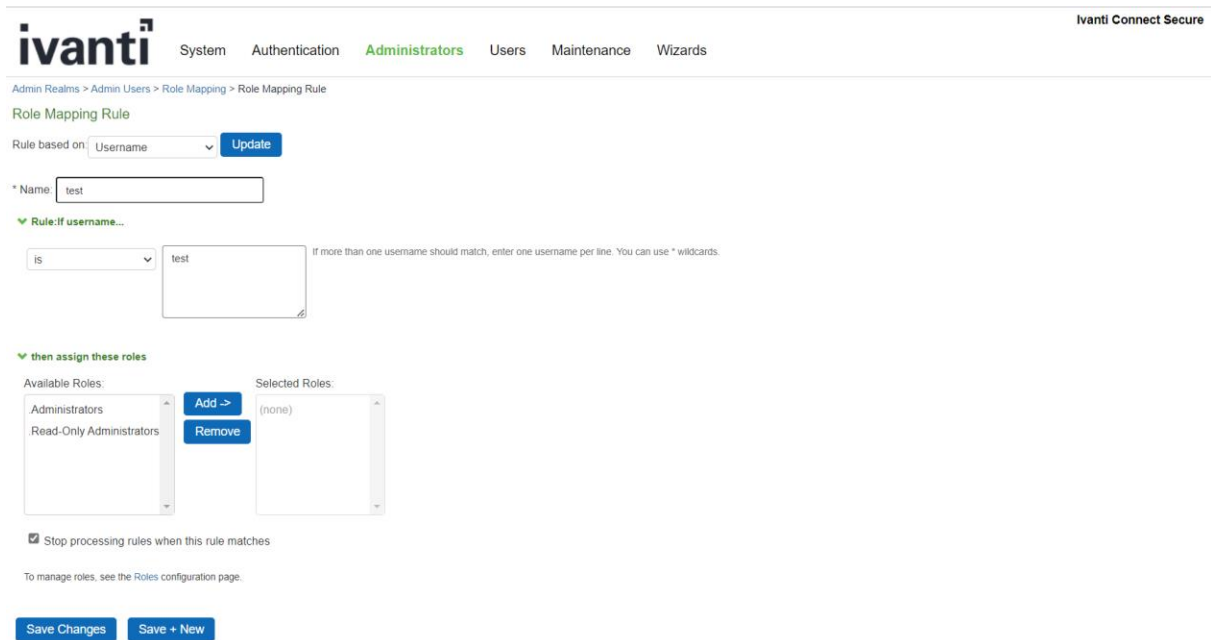 Ivanti Connect Secure
ivanti
System Authentication Administrators Users Maintenance Wizards
Admin Realms > Admin Users > Role Mapping > Role Mapping Rule
Role Mapping Rule
Rule based on: Username Update
* Name: test
Rule:If username...
is test If more than one username should match, enter one username per line. You can use * wildcards.
then assign these roles
Available Roles: Selected Roles:
.Administrators Add -> (none)
.Read-Only Administrators Remove
Stop processing rules when this rule matches
To manage roles, see the Roles configuration page.
Save Changes Save + New